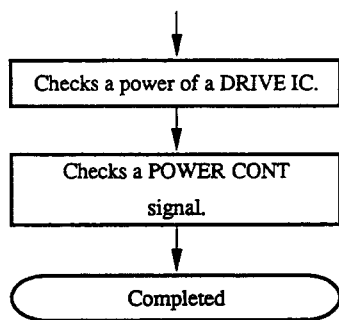 Checks a power of a DRIVE IC.
Checks a POWER CONT
signal.
Completed